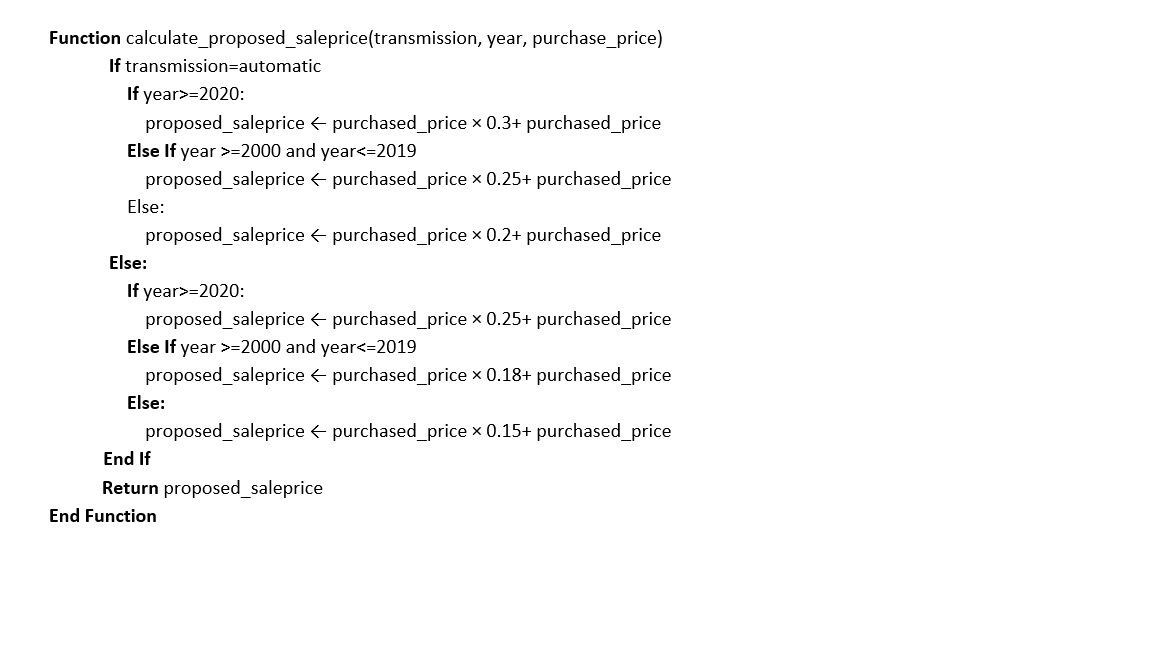 Function calculate_proposed_saleprice(transmission, year, purchase_price)
If transmission=automatic
If year>=2020:
proposed_saleprice ← purchased_price × 0.3+ purchased_price
Else If year >=2000 and year<=2019
proposed_saleprice ← purchased_price × 0.25+ purchased_price
Else:
proposed_saleprice ← purchased_price × 0.2+ purchased_price
Else:
If year>=2020:
proposed_saleprice ← purchased_price × 0.25+ purchased_price
Else If year >=2000 and year<=2019
proposed_saleprice ← purchased_price × 0.18+ purchased_price
Else:
proposed_saleprice ← purchased_price × 0.15+ purchased_price
End If
Return proposed_saleprice
End Function